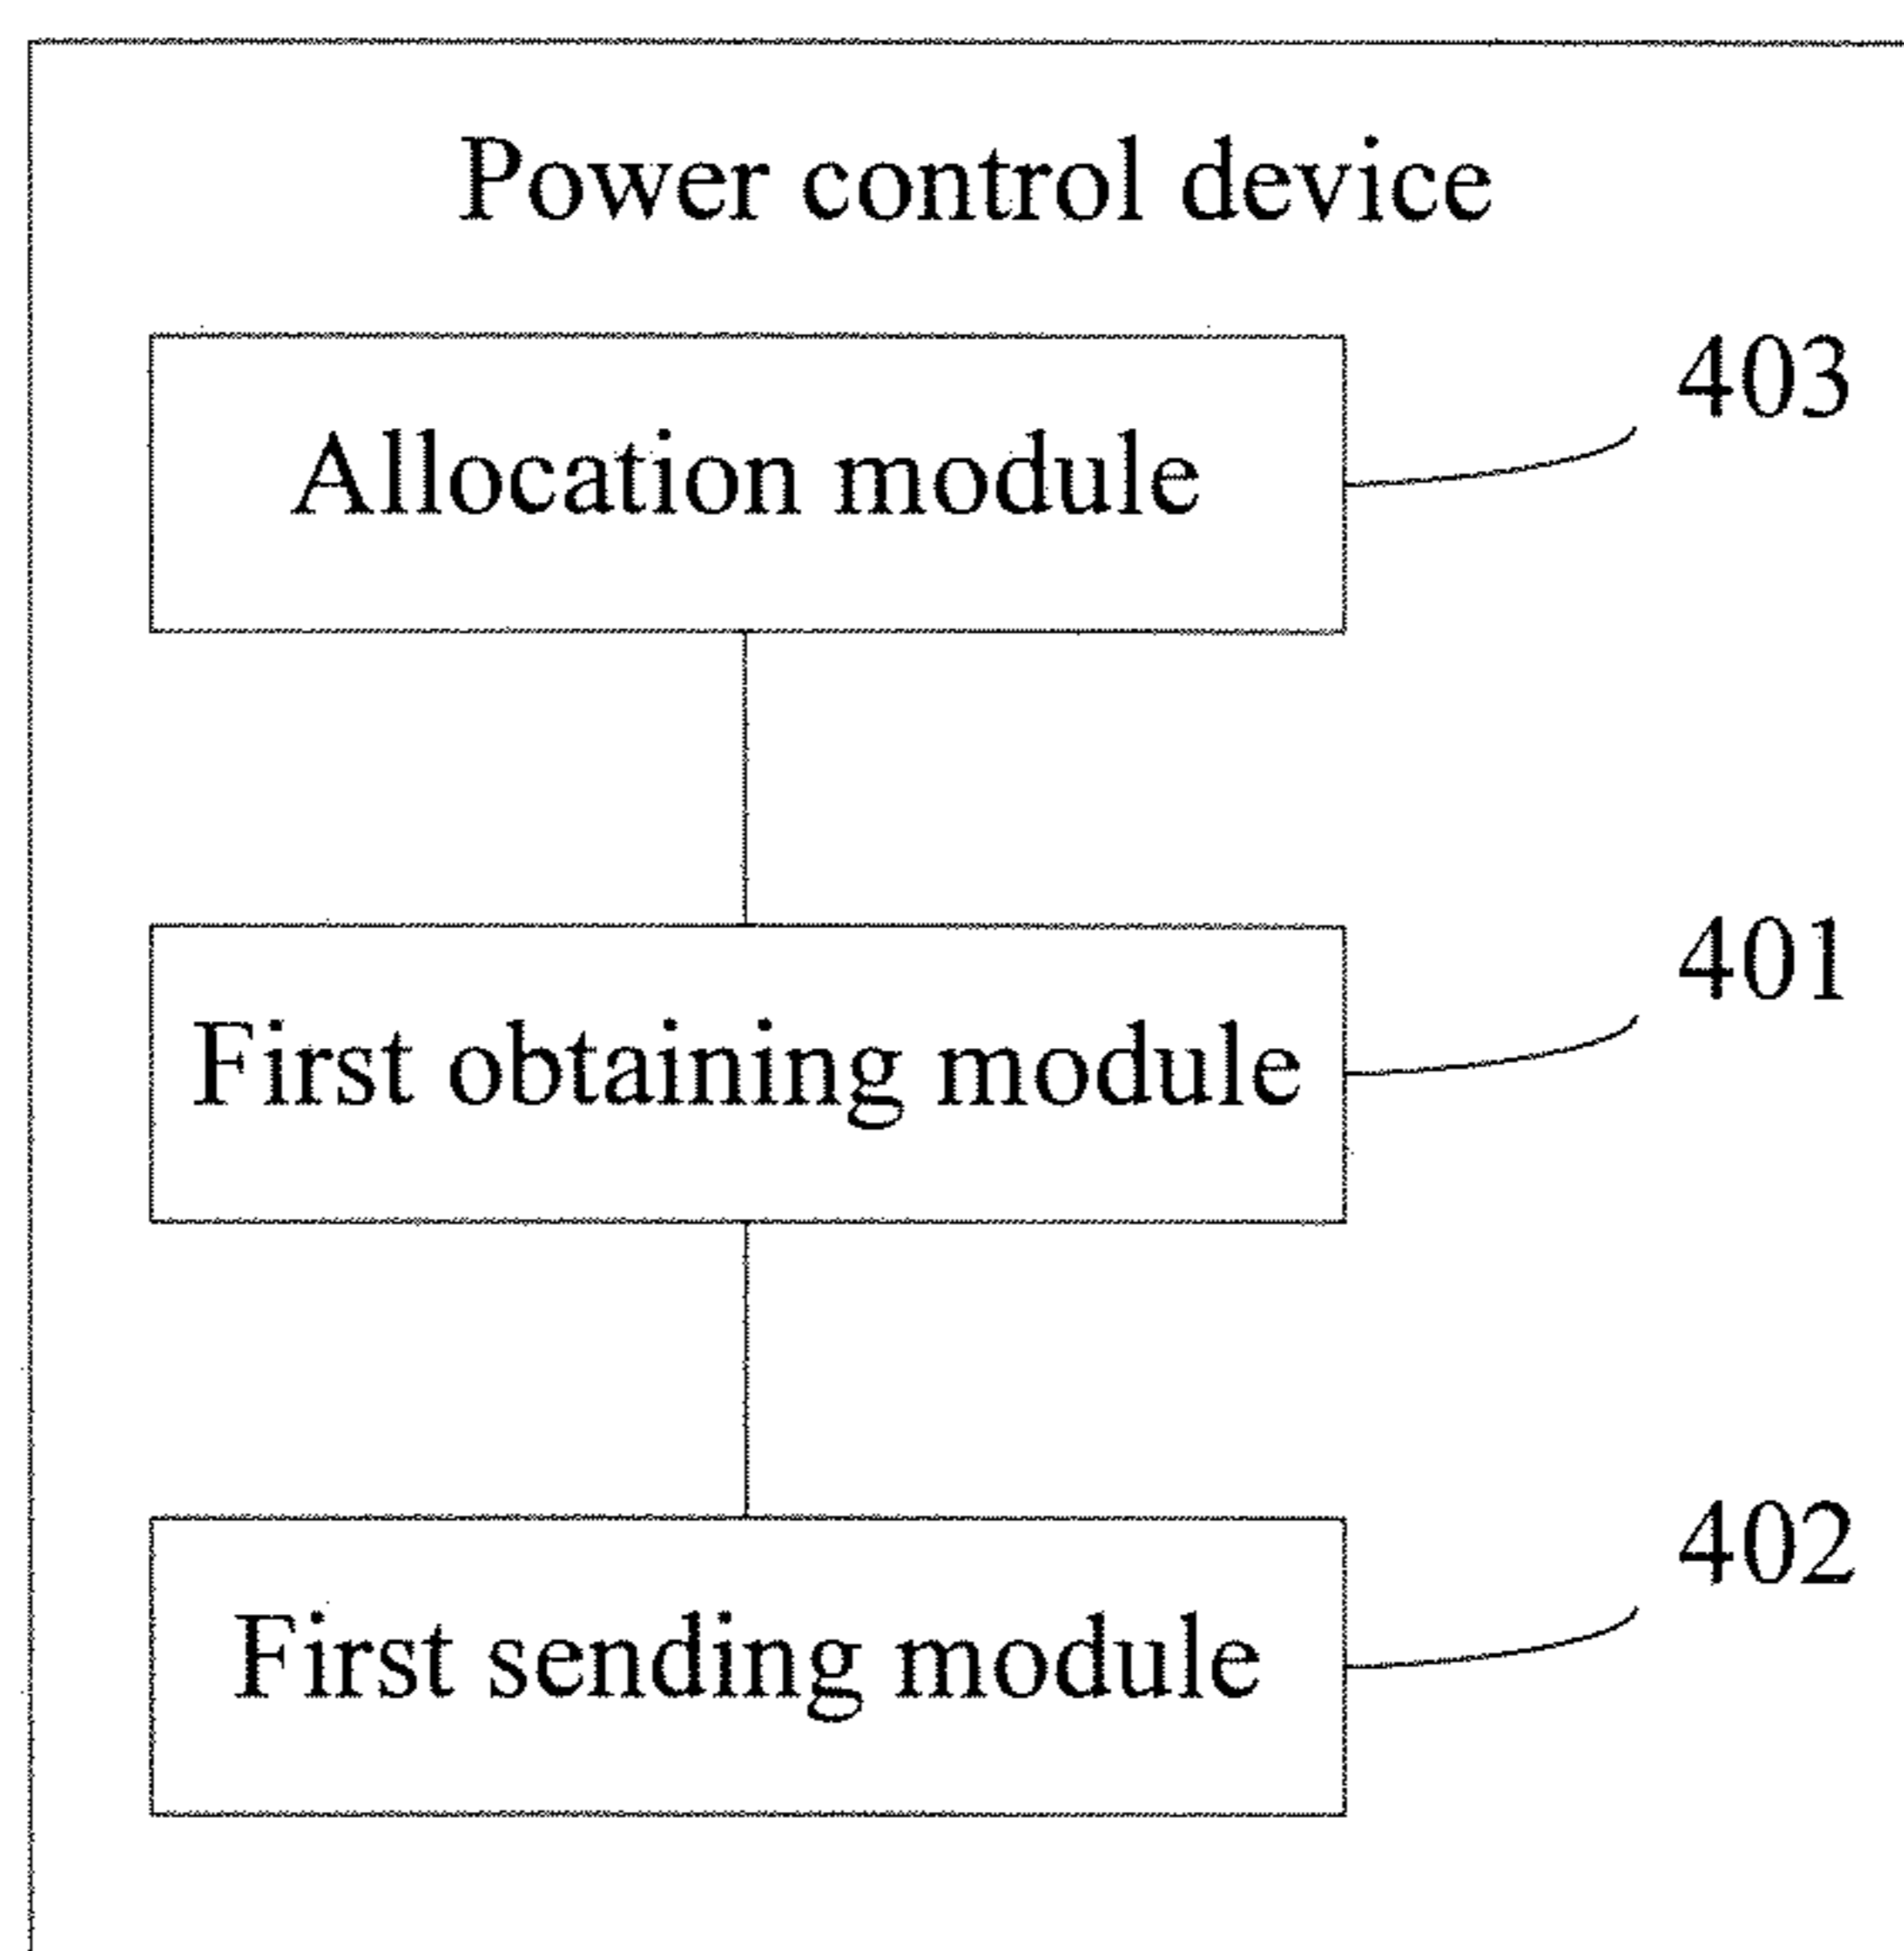 Power control device
Allocation module
403
First obtaining module
401
First sending module
402